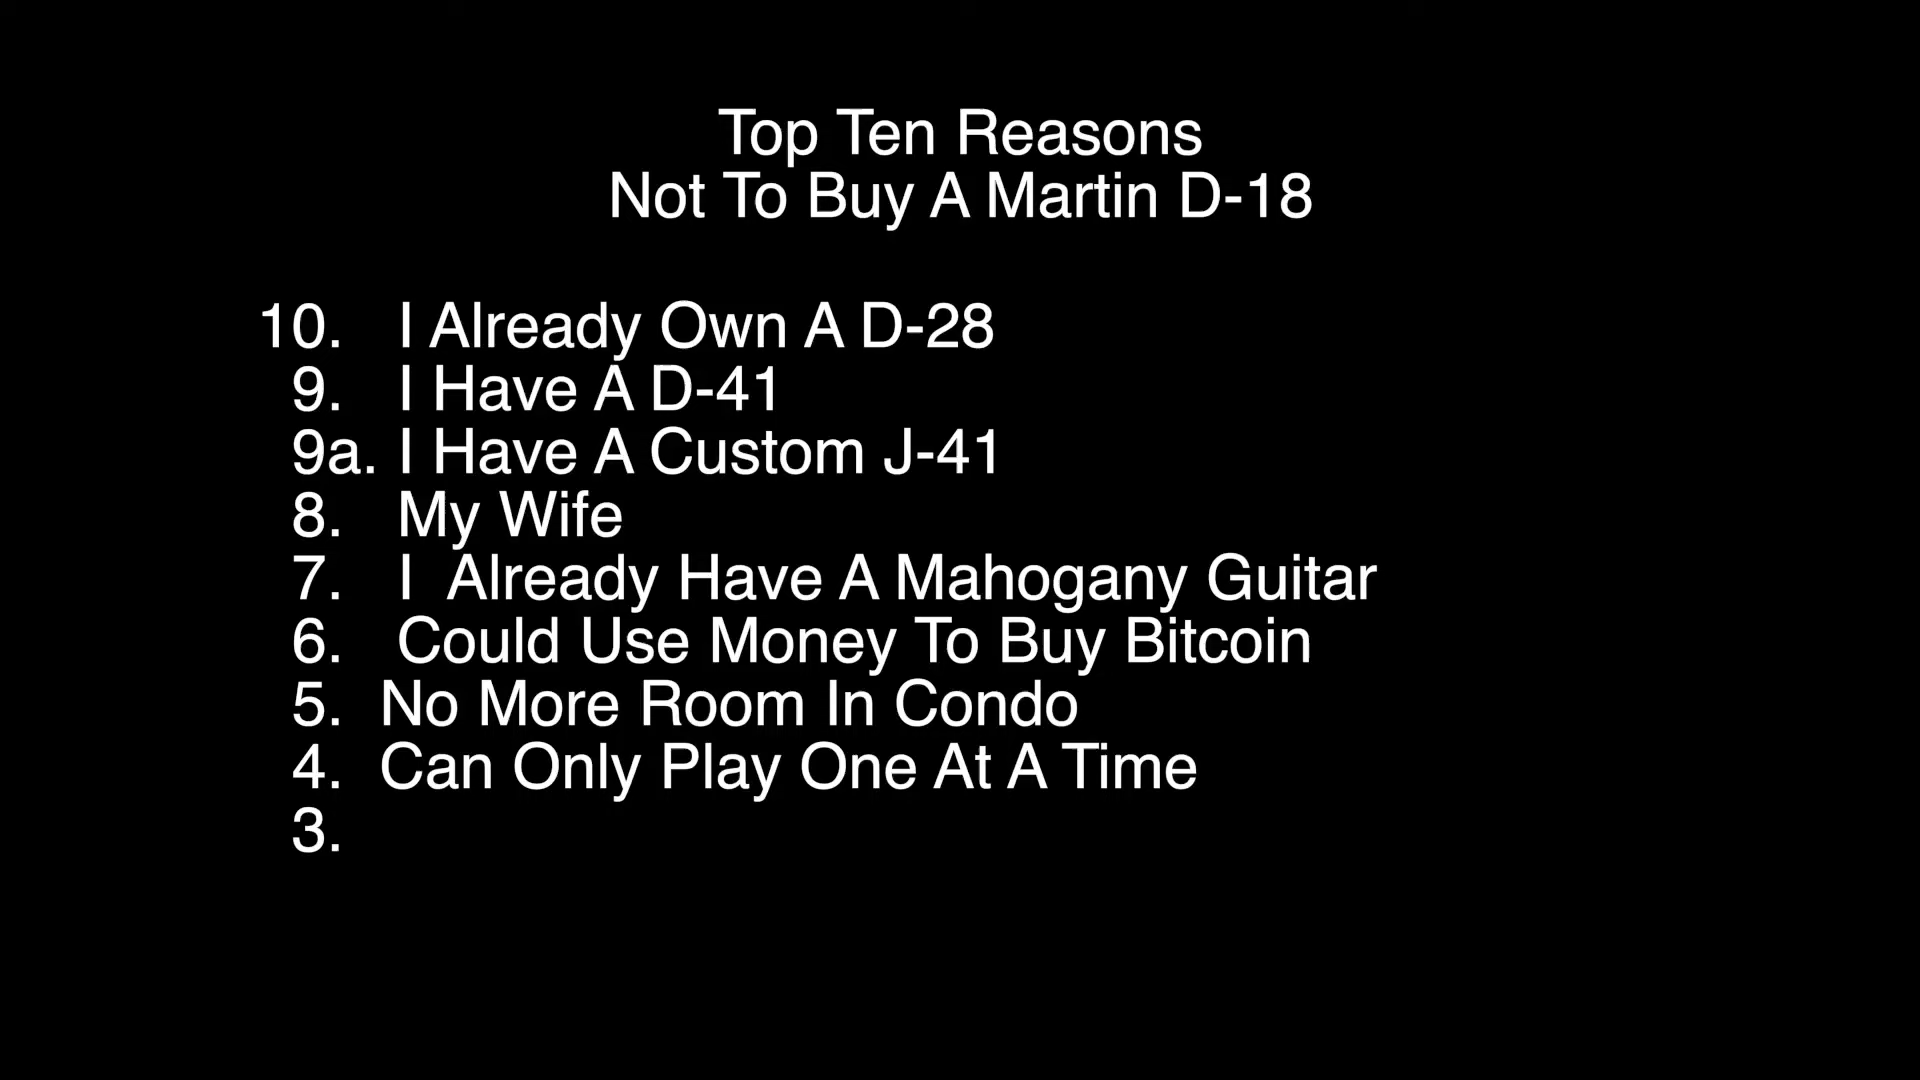 Top Ten Reasons
Not To Buy A Martin D-18
10. I Already Own A D-28
9. I Have A D-41
9a. I Have A Custom J-41
8. My Wife
7. I Already Have A Mahogany Guitar
6. Could Use Money To Buy Bitcoin
5. No More Room In Condo
4. Can Only Play One At A Time
3.